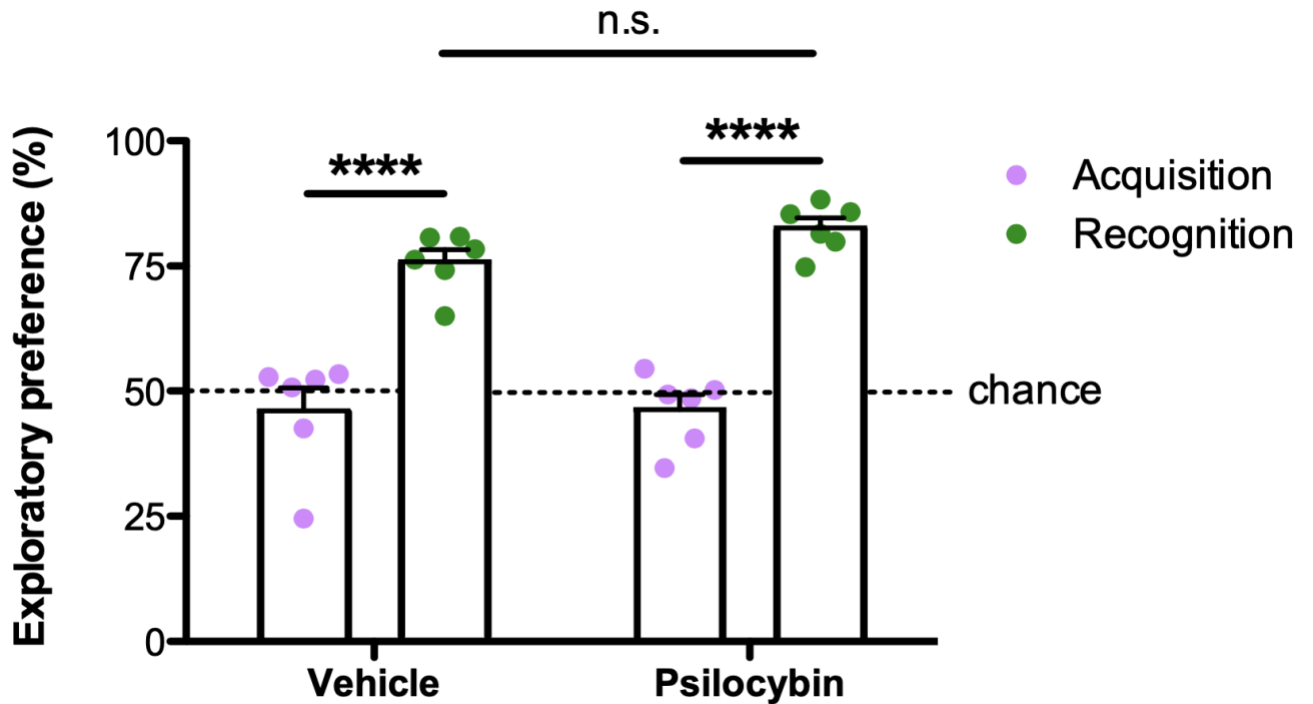 n.s.
****
****
Exploratory preference (%)
100
75
50
25
0
chance
Acquisition
Recognition
Vehicle
Psilocybin